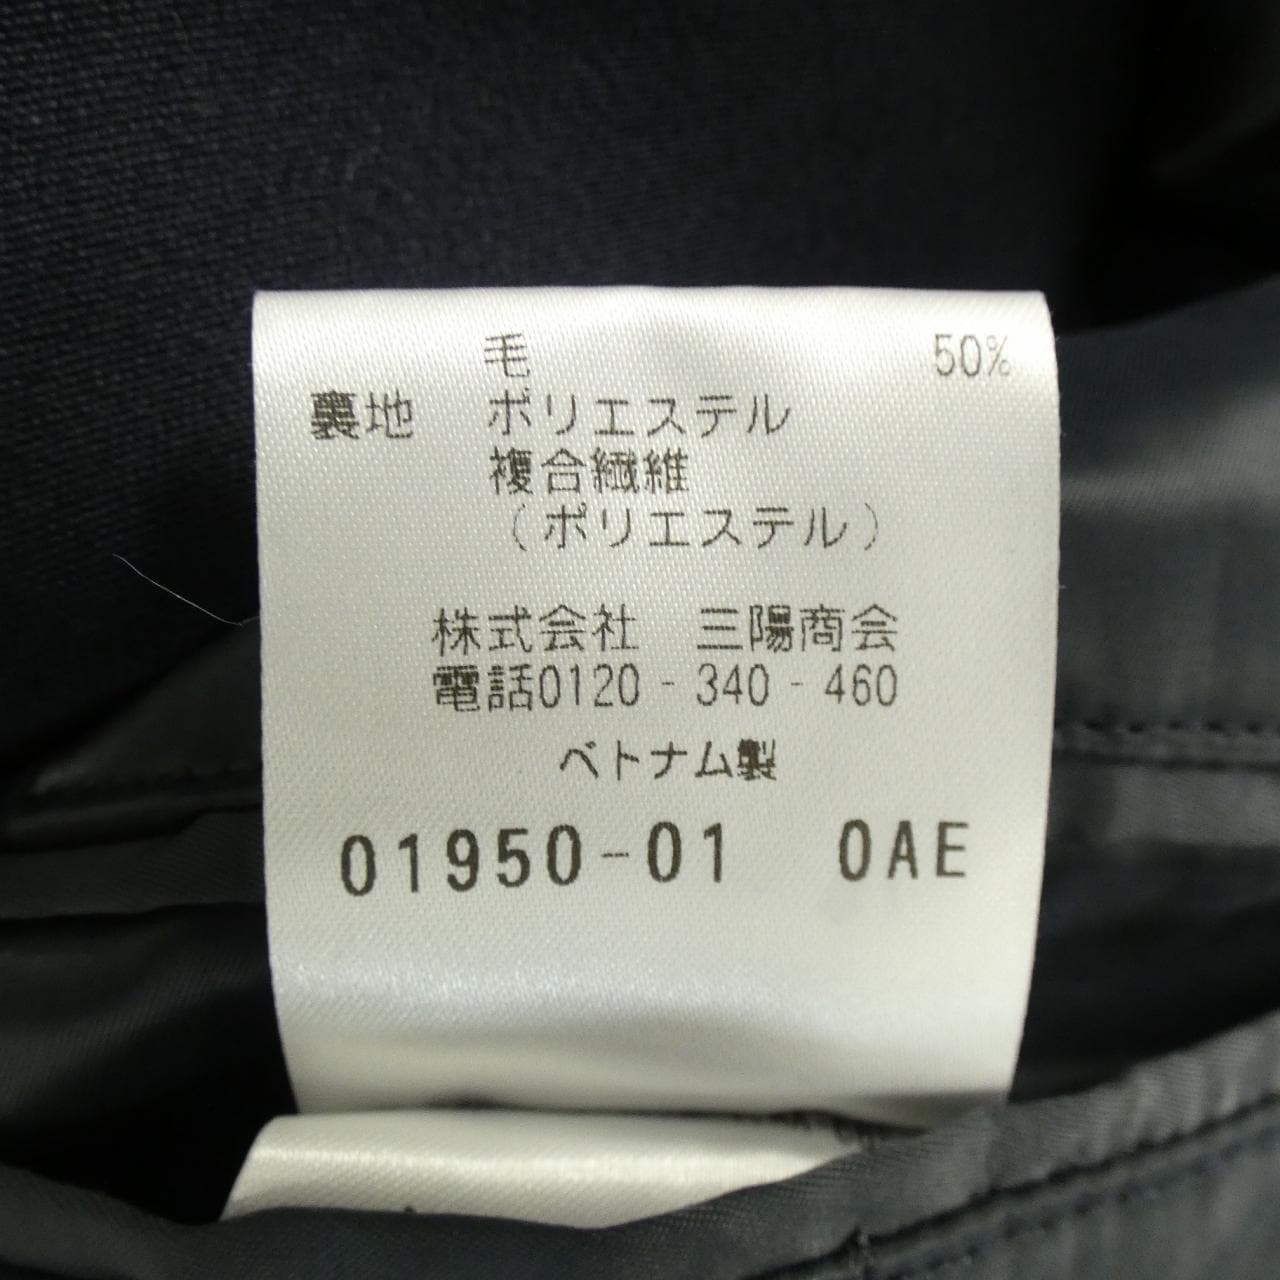 毛 50%
裏地 ポリエステル
複合繊維
(ポリエステル)
株式会社 三陽商会
電話0120-340-460
ベトナム製
01950-01 0AE